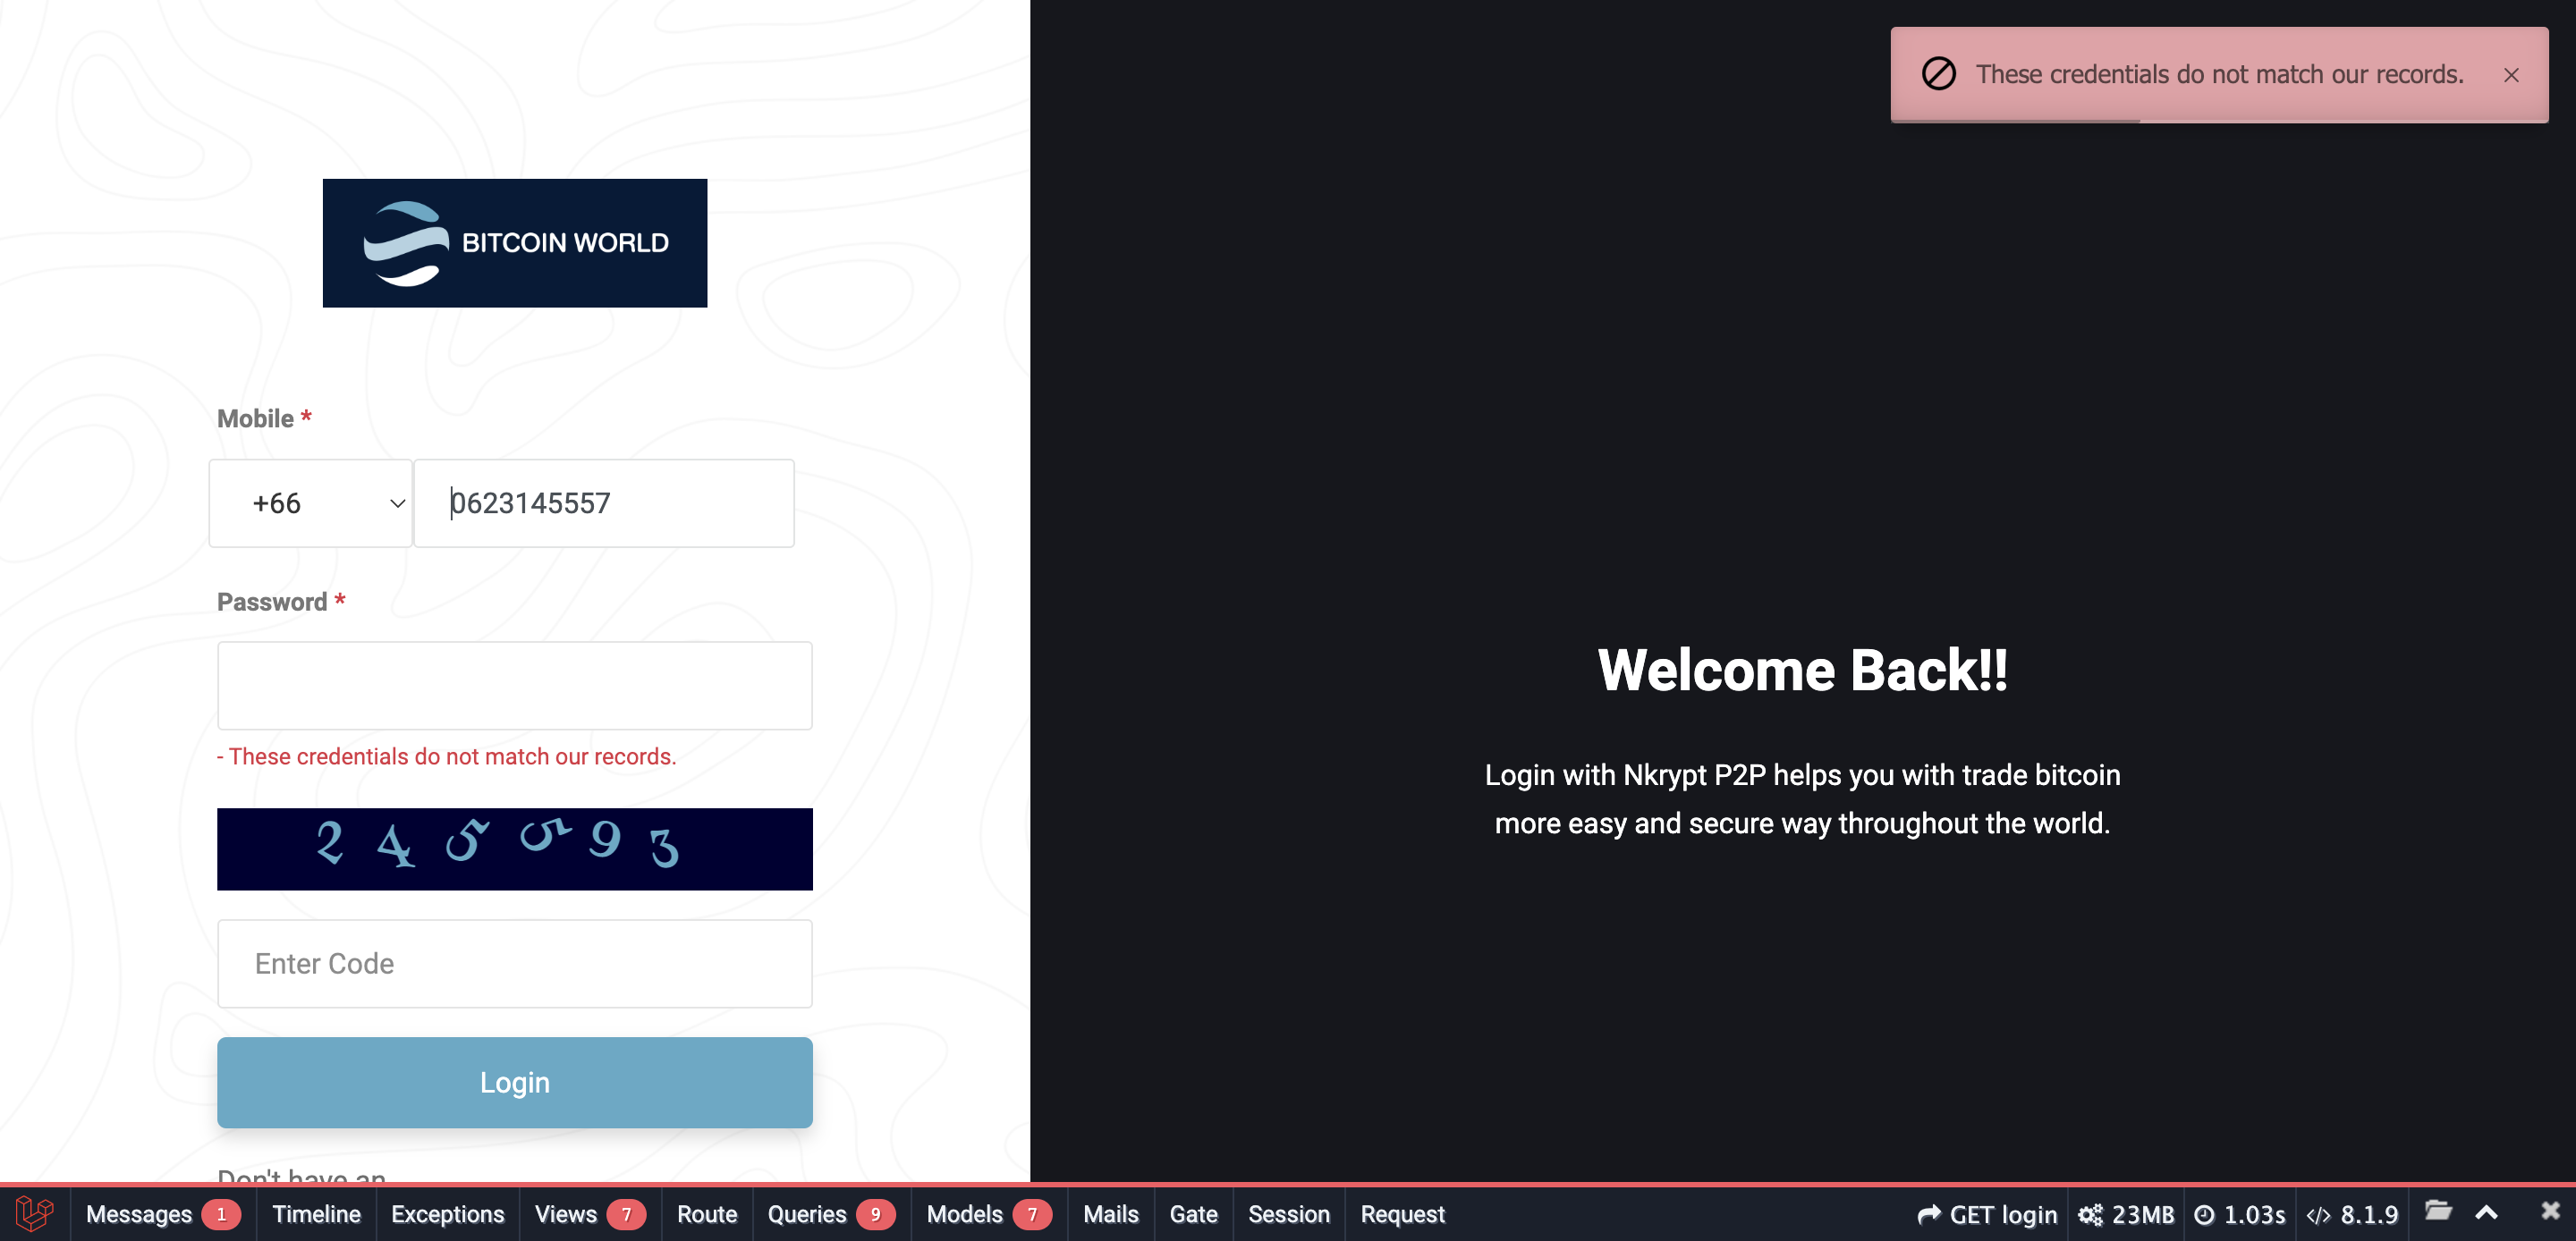 These credentials do not match our records.
BITCOIN WORLD
Mobile *
+66
0623145557
Password *
- These credentials do not match our records.
2 4 5 5 9 3
Enter Code
Login
Don't have an
Welcome Back!!
Login with Nkrypt P2P helps you with trade bitcoin
more easy and secure way throughout the world.
Messages 1 Timeline Exceptions Views 7 Route Queries 9 Models 7 Mails Gate Session Request GET login 23MB 1.03s 8.1.9